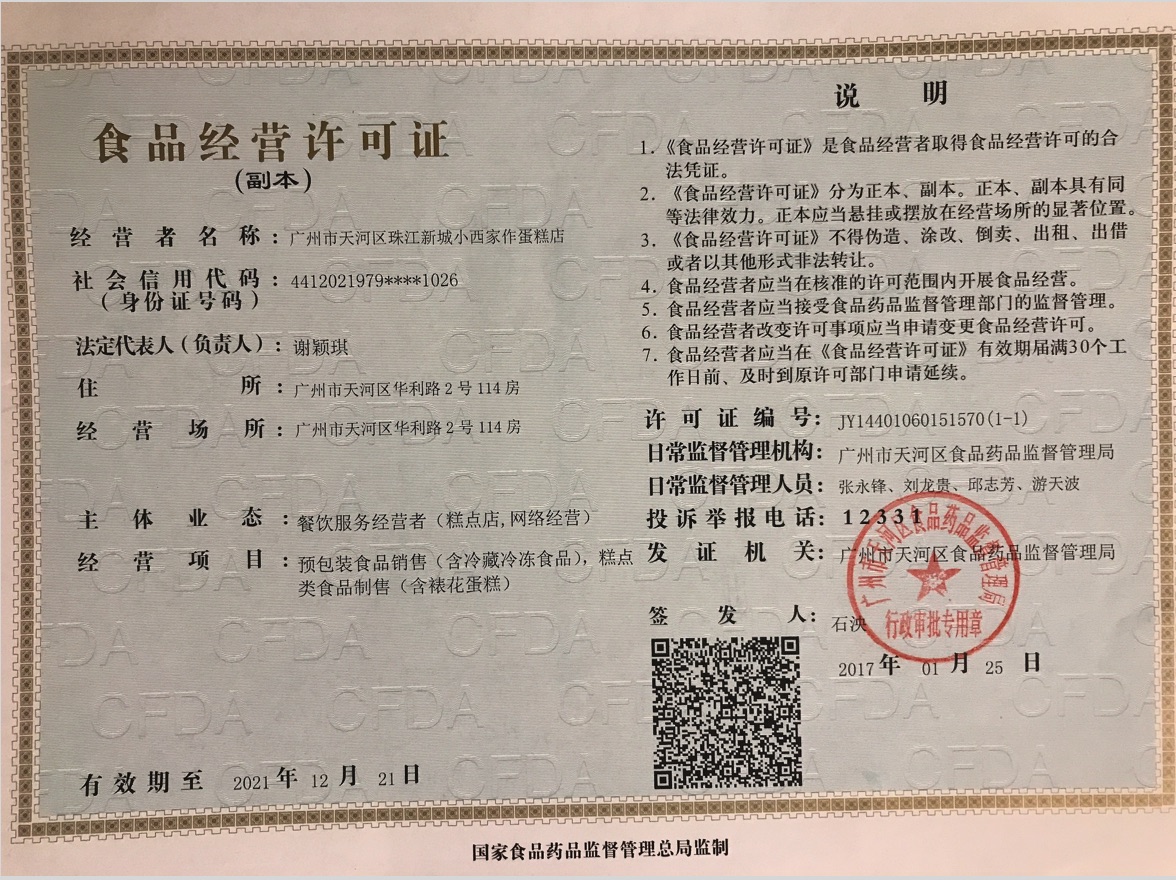 食品经营许可证
(副本)
经营者名称：广州市天河区珠江新城小西家作蛋糕店
社会信用代码：4412021979****1026
(身份证号码)
法定代表人(负责人)：谢颖琪
住所：广州市天河区华利路2号114房
经营场所：广州市天河区华利路2号114房
主体业态：餐饮服务经营者（糕点店,网络经营）
经营项目：预包装食品销售（含冷藏冷冻食品），糕点
类食品制售（含裱花蛋糕）
有效期至 2021年12月21日
说明
1.《食品经营许可证》是食品经营者取得食品经营许可的合
法凭证。
2.《食品经营许可证》分为正本、副本。正本、副本具有同
等法律效力。正本应当悬挂或摆放在经营场所的显著位置。
3.《食品经营许可证》不得伪造、涂改、倒卖、出租、出借
或者以其他形式非法转让。
4.食品经营者应当在核准的许可范围内开展食品经营。
5.食品经营者应当接受食品药品监督管理部门的监督管理。
6.食品经营者改变许可事项应当申请变更食品经营许可。
7.食品经营者应当在《食品经营许可证》有效期届满30个工
作日前、及时到原许可部门申请延续。
许可证编号：JY14401060151570(1-1)
日常监督管理机构：广州市天河区食品药品监督管理局
日常监督管理人员：张永锋、刘龙贵、邱志芳、游天波
投诉举报电话：12331
发证机关：广州市天河区食品药品监督管理局
签发人：石泱
广州市天河区食品药品监督管理局
行政审批专用章
2017年01月25日
国家食品药品监督管理总局监制